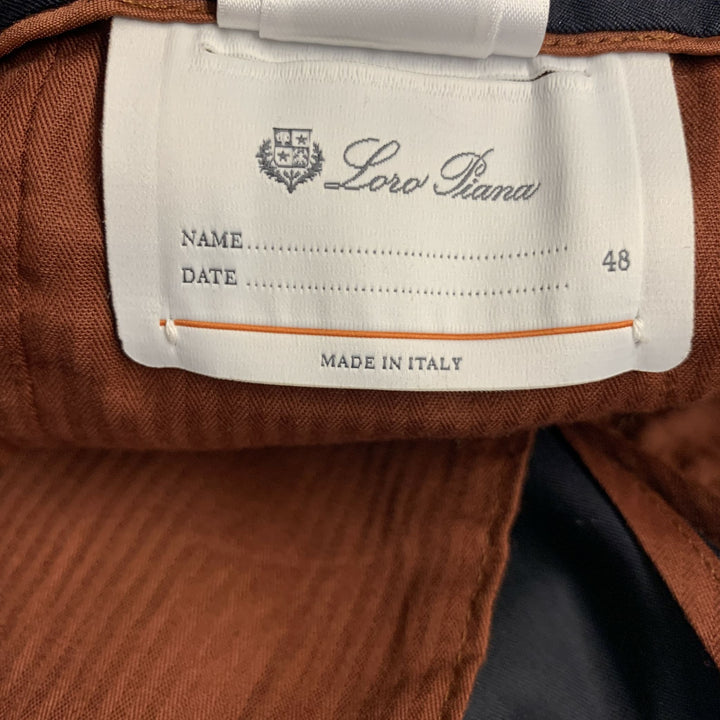 Loro Piana
NAME................................................
DATE ................................................
48
MADE IN ITALY